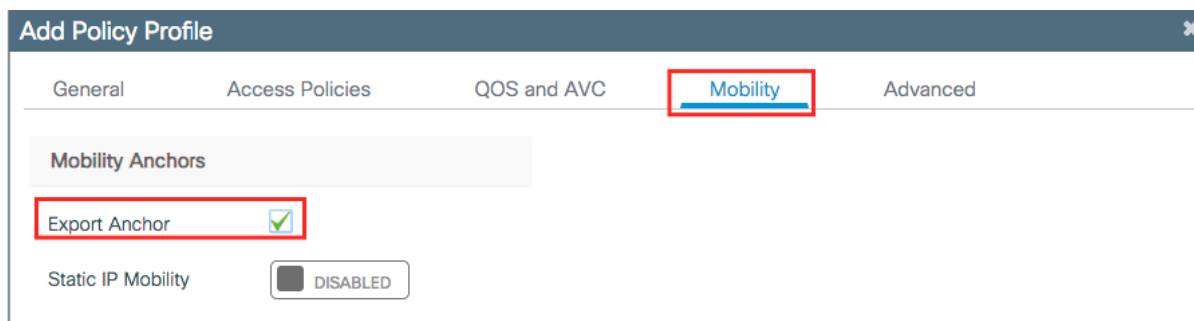 Add Policy Profile
General Access Policies QOS and AVC Mobility Advanced
Mobility Anchors
Export Anchor
Static IP Mobility DISABLED